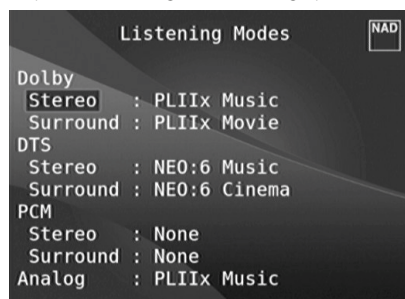 Listening Modes
NAD
Dolby
Stereo : PLIIx Music
Surround : PLIIx Movie
DTS
Stereo : NEO:6 Music
Surround : NEO:6 Cinema
PCM
Stereo : None
Surround : None
Analog : PLIIx Music